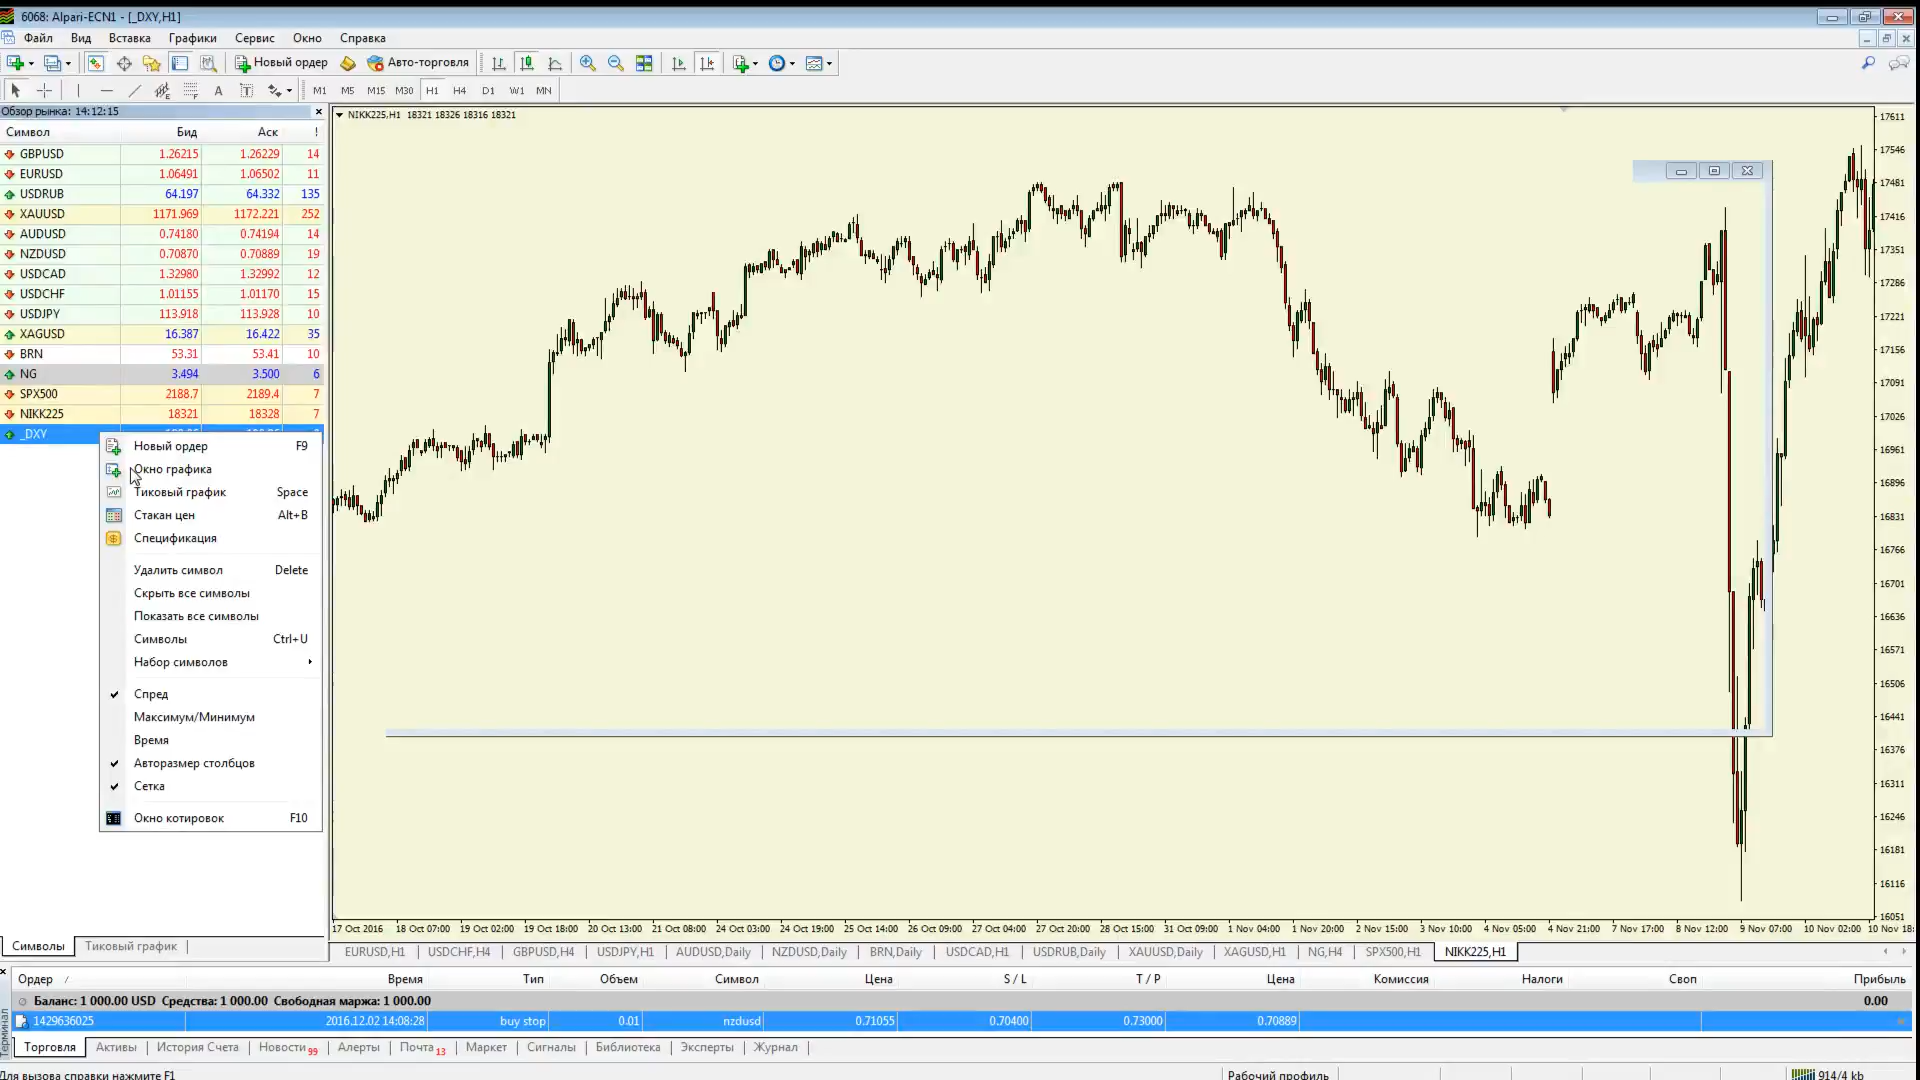 6068: Alpari-ECN1 - [_DXY,H1]
Файл Вид Вставка Графики Сервис Окно Справка
Новый ордер Авто-торговля
A T M1 M5 M15 M30 H1 H4 D1 W1 MN
Обзор рынка: 14:12:15
Символ Бид Аск !
GBPUSD 1.26215 1.26229 14
EURUSD 1.06491 1.06502 11
USDRUB 64.197 64.332 135
XAUUSD 1171.969 1172.221 252
AUDUSD 0.74180 0.74194 14
NZDUSD 0.70870 0.70889 19
USDCAD 1.32980 1.32992 12
USDCHF 1.01155 1.01170 15
USDJPY 113.918 113.928 10
XAGUSD 16.387 16.422 35
BRN 53.31 53.41 10
NG 3.494 3.500 6
SPX500 2188.7 2189.4 7
NIKK225 18321 18328 7
_DXY
Новый ордер F9
Окно графика
Тиковый график Space
Стакан цен Alt+B
Спецификация
Удалить символ Delete
Скрыть все символы
Показать все символы
Символы Ctrl+U
Набор символов
Спред
Максимум/Минимум
Время
Авторазмер столбцов
Сетка
Окно котировок F10
Символы Тиковый график
NIKK225,H1 18321 18326 18316 18321
17611
17546
17481
17416
17351
17286
17221
17156
17091
17026
16961
16896
16831
16766
16701
16636
16571
16506
16441
16376
16311
16246
16181
16116
16051
17 Oct 2016 18 Oct 07:00 19 Oct 02:00 19 Oct 18:00 20 Oct 13:00 21 Oct 08:00 24 Oct 03:00 24 Oct 19:00 25 Oct 14:00 26 Oct 09:00 27 Oct 04:00 27 Oct 20:00 28 Oct 15:00 31 Oct 09:00 1 Nov 04:00 1 Nov 20:00 2 Nov 15:00 3 Nov 10:00 4 Nov 05:00 4 Nov 21:00 7 Nov 17:00 8 Nov 12:00 9 Nov 07:00 10 Nov 02:00 10 Nov 18:
EURUSD,H1 USDCHF,H4 GBPUSD,H4 USDJPY,H1 AUDUSD,Daily NZDUSD,Daily BRN,Daily USDCAD,H1 USDRUB,Daily XAUUSD,Daily XAGUSD,H1 NG,H4 SPX500,H1 NIKK225,H1
Ордер / Время Тип Объем Символ Цена S / L T / P Цена Комиссия Налоги Своп Прибыль
Баланс: 1 000.00 USD Средства: 1 000.00 Свободная маржа: 1 000.00 0.00
1429636025 2016.12.02 14:08:28 buy stop 0.01 nzdusd 0.71055 0.70400 0.73000 0.70889
Терминал
Торговля Активы История Счета Новости 99 Алерты Почта 13 Маркет Сигналы Библиотека Эксперты Журнал
Для вызова справки нажмите F1 Рабочий профиль 914/4 kb